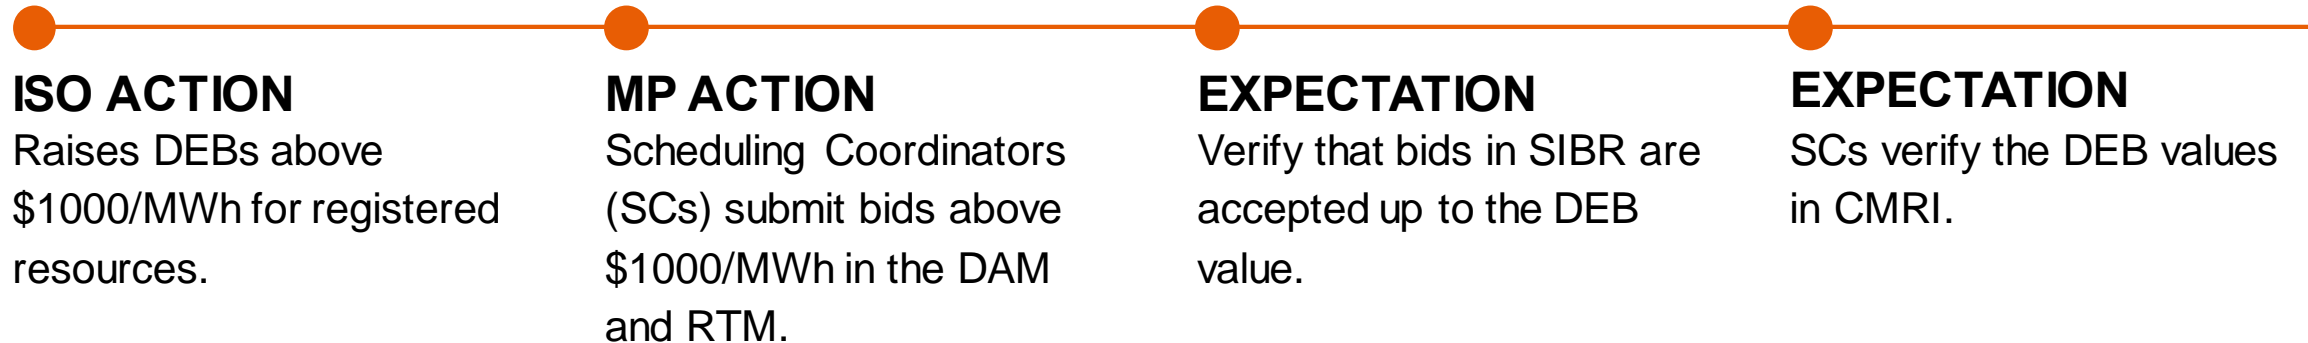 ISO ACTION
Raises DEBs above
$1000/MWh for registered
resources.
MP ACTION
Scheduling Coordinators
(SCs) submit bids above
$1000/MWh in the DAM
and RTM.
EXPECTATION
Verify that bids in SIBR are
accepted up to the DEB
value.
EXPECTATION
SCs verify the DEB values
in CMRI.